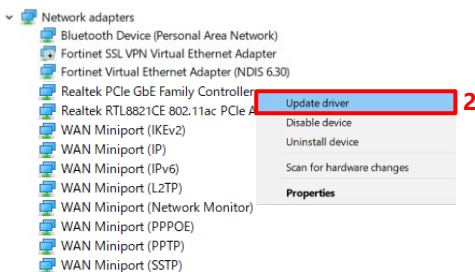 Network adapters
Bluetooth Device (Personal Area Network)
Fortinet SSL VPN Virtual Ethernet Adapter
Fortinet Virtual Ethernet Adapter (NDIS 6.30)
Realtek PCIe GbE Family Controller
Realtek RTL8821CE 802.11ac PCIe A
WAN Miniport (IKEv2)
WAN Miniport (IP)
WAN Miniport (IPv6)
WAN Miniport (L2TP)
WAN Miniport (Network Monitor)
WAN Miniport (PPPOE)
WAN Miniport (PPTP)
WAN Miniport (SSTP)
Update driver
2
Disable device
Uninstall device
Scan for hardware changes
Properties